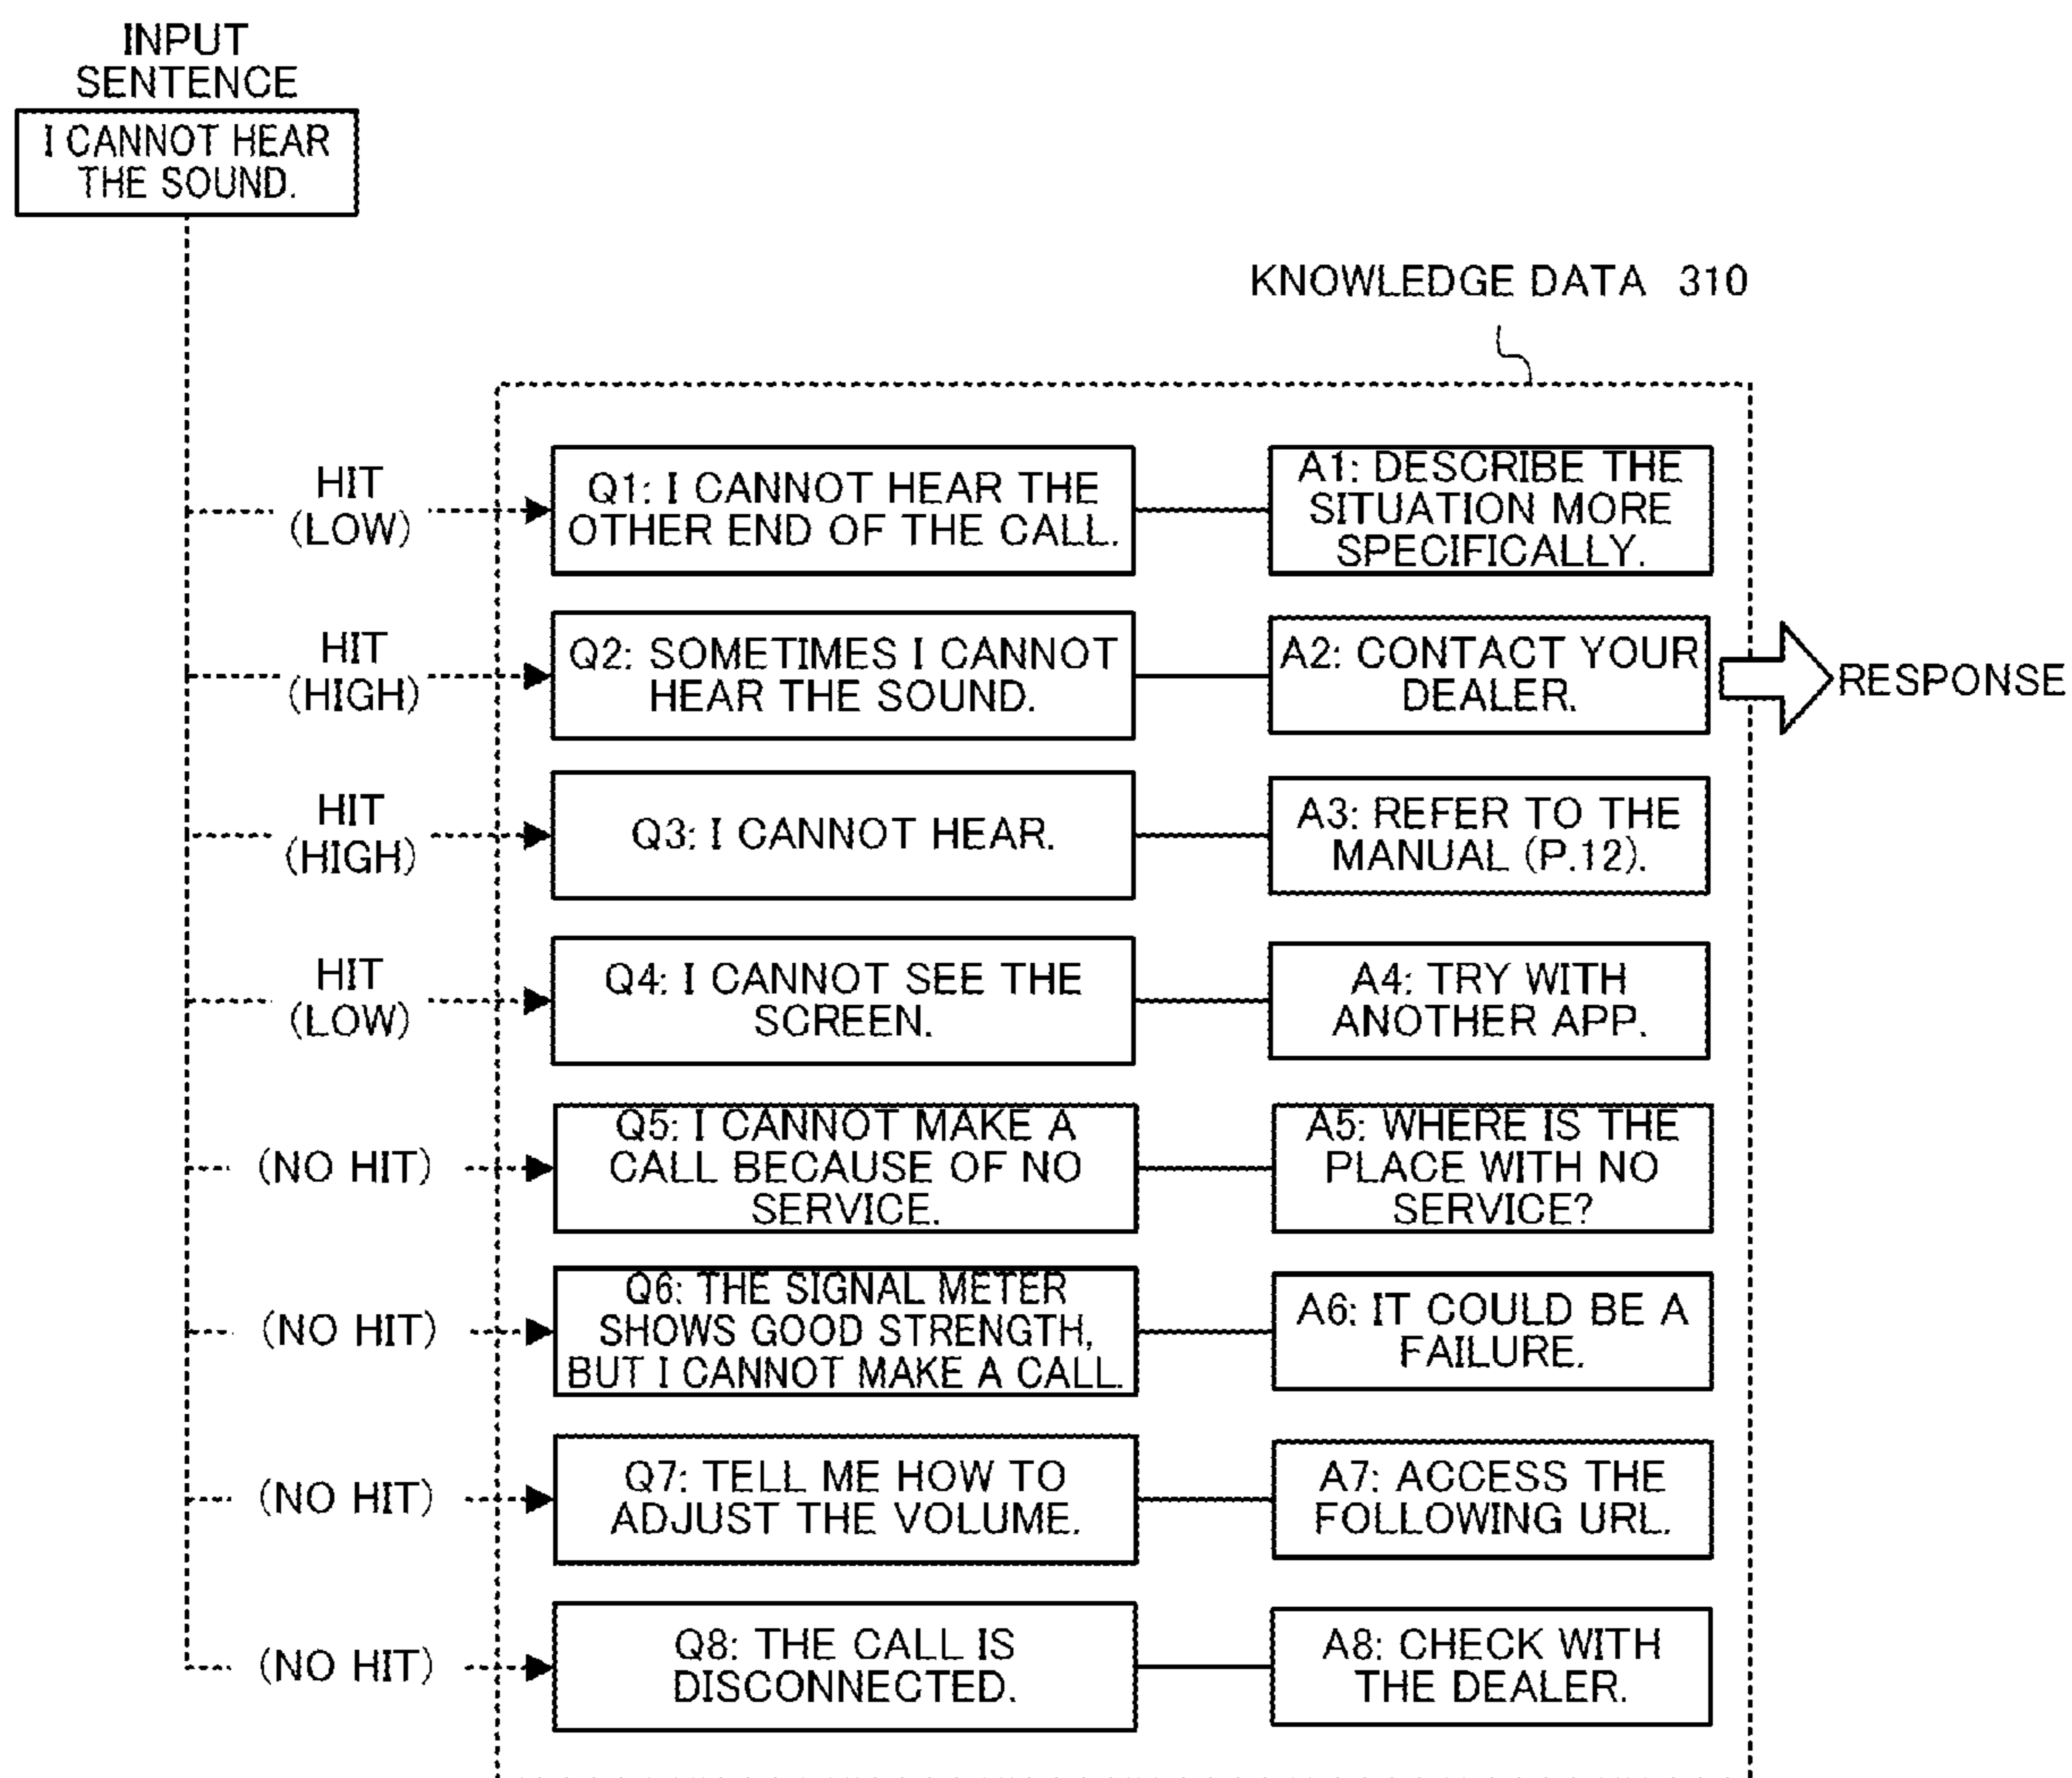 INPUT
SENTENCE
I CANNOT HEAR
THE SOUND.
KNOWLEDGE DATA 310
HIT
(LOW)
Q1: I CANNOT HEAR THE
OTHER END OF THE CALL.
A1: DESCRIBE THE
SITUATION MORE
SPECIFICALLY.
HIT
(HIGH)
Q2: SOMETIMES I CANNOT
HEAR THE SOUND.
A2: CONTACT YOUR
DEALER.
RESPONSE
HIT
(HIGH)
Q3: I CANNOT HEAR.
A3: REFER TO THE
MANUAL (P.12).
HIT
(LOW)
Q4: I CANNOT SEE THE
SCREEN.
A4: TRY WITH
ANOTHER APP.
(NO HIT)
Q5: I CANNOT MAKE A
CALL BECAUSE OF NO
SERVICE.
A5: WHERE IS THE
PLACE WITH NO
SERVICE?
(NO HIT)
Q6: THE SIGNAL METER
SHOWS GOOD STRENGTH,
BUT I CANNOT MAKE A CALL.
A6: IT COULD BE A
FAILURE.
(NO HIT)
Q7: TELL ME HOW TO
ADJUST THE VOLUME.
A7: ACCESS THE
FOLLOWING URL.
(NO HIT)
Q8: THE CALL IS
DISCONNECTED.
A8: CHECK WITH
THE DEALER.